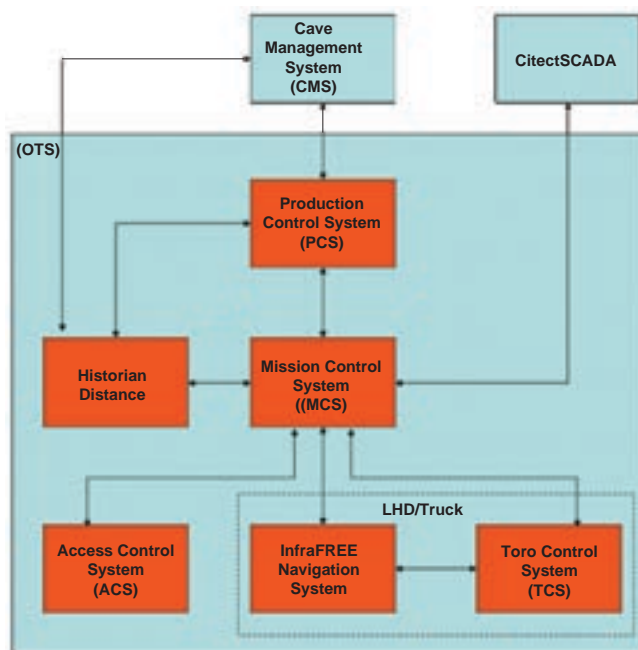 Cave
Management
System
(CMS)
CitectSCADA
(OTS)
Production
Control System
(PCS)
Historian
Distance
Mission Control
System
((MCS)
LHD/Truck
Access Control
System
(ACS)
InfraFREE
Navigation
System
Toro Control
System
(TCS)